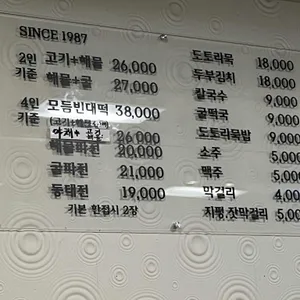 SINCE 1987
2인 고기+해물 26,000
기준 해물+굴 27,000
4인 모듬빈대떡 38,000
기준 (고기+해물
26,000
해물파전 20,000
굴파전 21,000
동태전 19,000
기본 한접시 2장
도토리묵 18,000
두부김치 18,000
칼국수 9,000
굴떡국 9,000
도토리묵밥 9,000
소주 5,000
맥주 5,000
막걸리 4,000
지평,잣막걸리 5,000